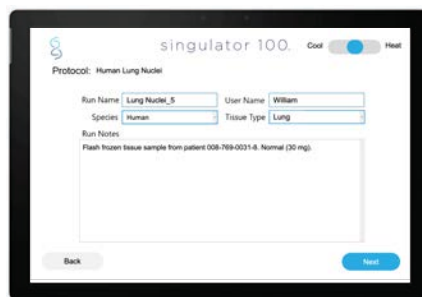 singulator 100.
Cool Heat
Protocol: Human Lung Nuclei
Run Name Lung Nuclei_5 User Name William
Species Human Tissue Type Lung
Run Notes
Flash frozen tissue sample from patient 008-769-0031-8. Normal (30 mg).
Back Next